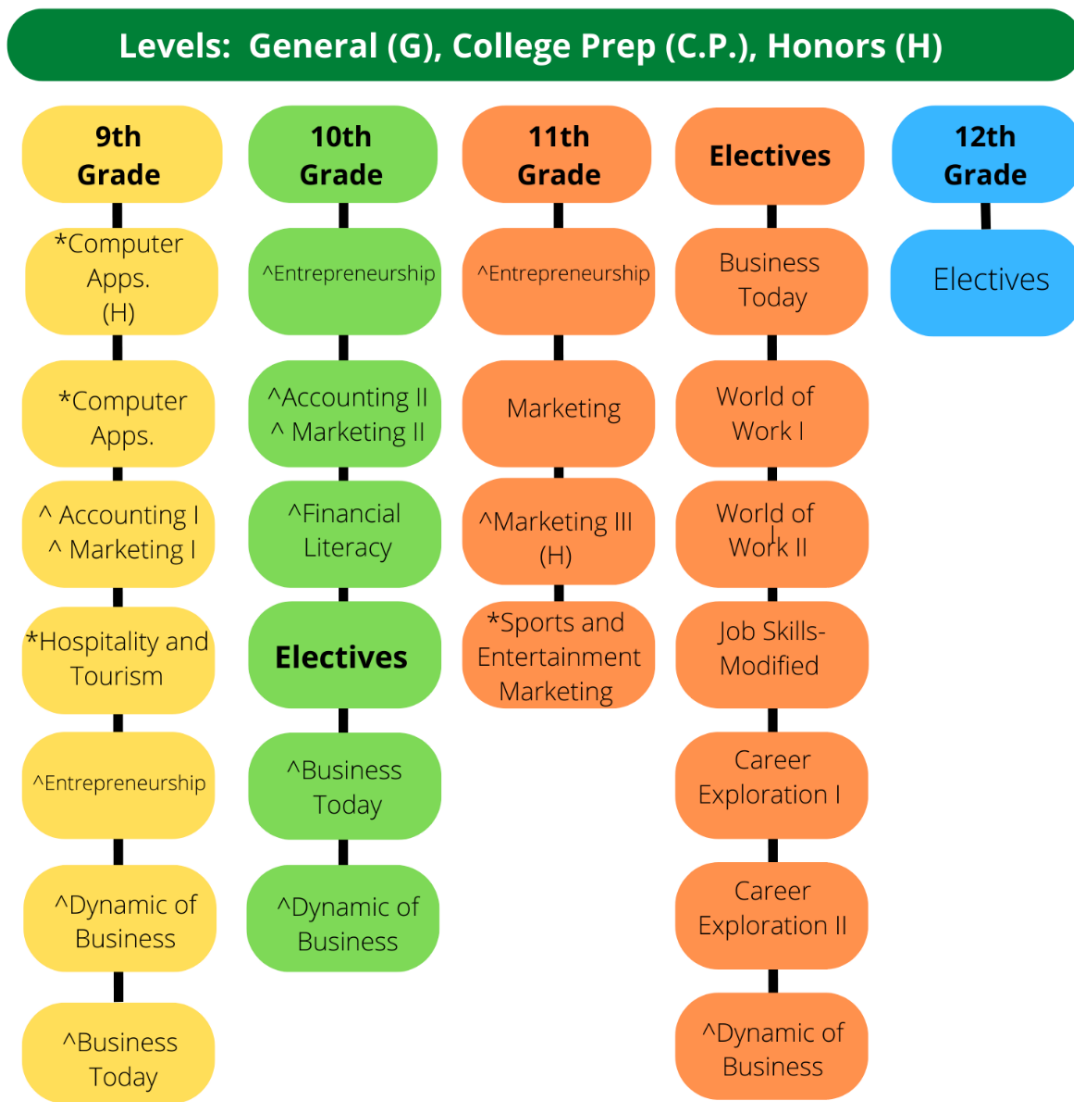 Levels: General (G), College Prep (C.P.), Honors (H)
9th
Grade
*Computer
Apps.
(H)
*Computer
Apps.
^ Accounting I
^ Marketing I
*Hospitality and
Tourism
^Entrepreneurship
^Dynamic of
Business
^Business
Today
10th
Grade
^Entrepreneurship
^Accounting II
^ Marketing II
^Financial
Literacy
Electives
^Business
Today
^Dynamic of
Business
11th
Grade
^Entrepreneurship
Marketing
^Marketing III
(H)
*Sports and
Entertainment
Marketing
Electives
Business
Today
World of
Work I
World of
I
Work II
Job Skills-
Modified
Career
Exploration I
Career
Exploration II
^Dynamic of
Business
12th
Grade
Electives